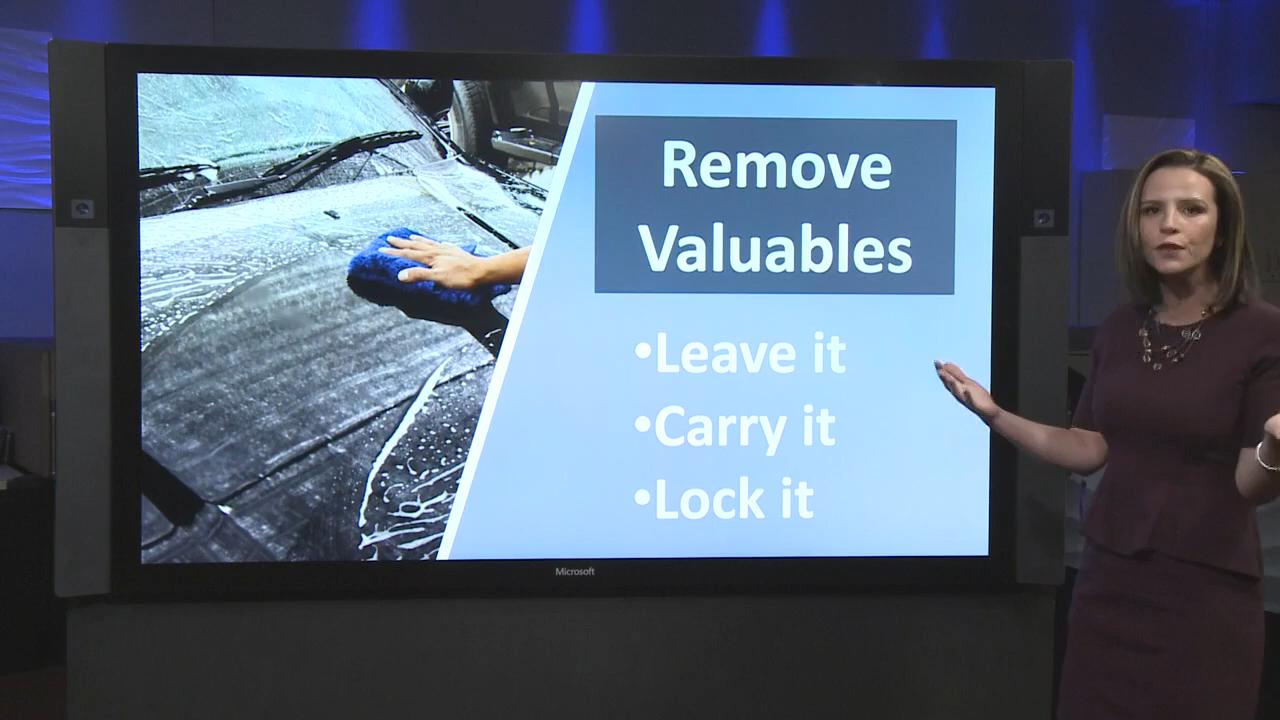 Remove
Valuables
•Leave it
•Carry it
•Lock it
Microsoft